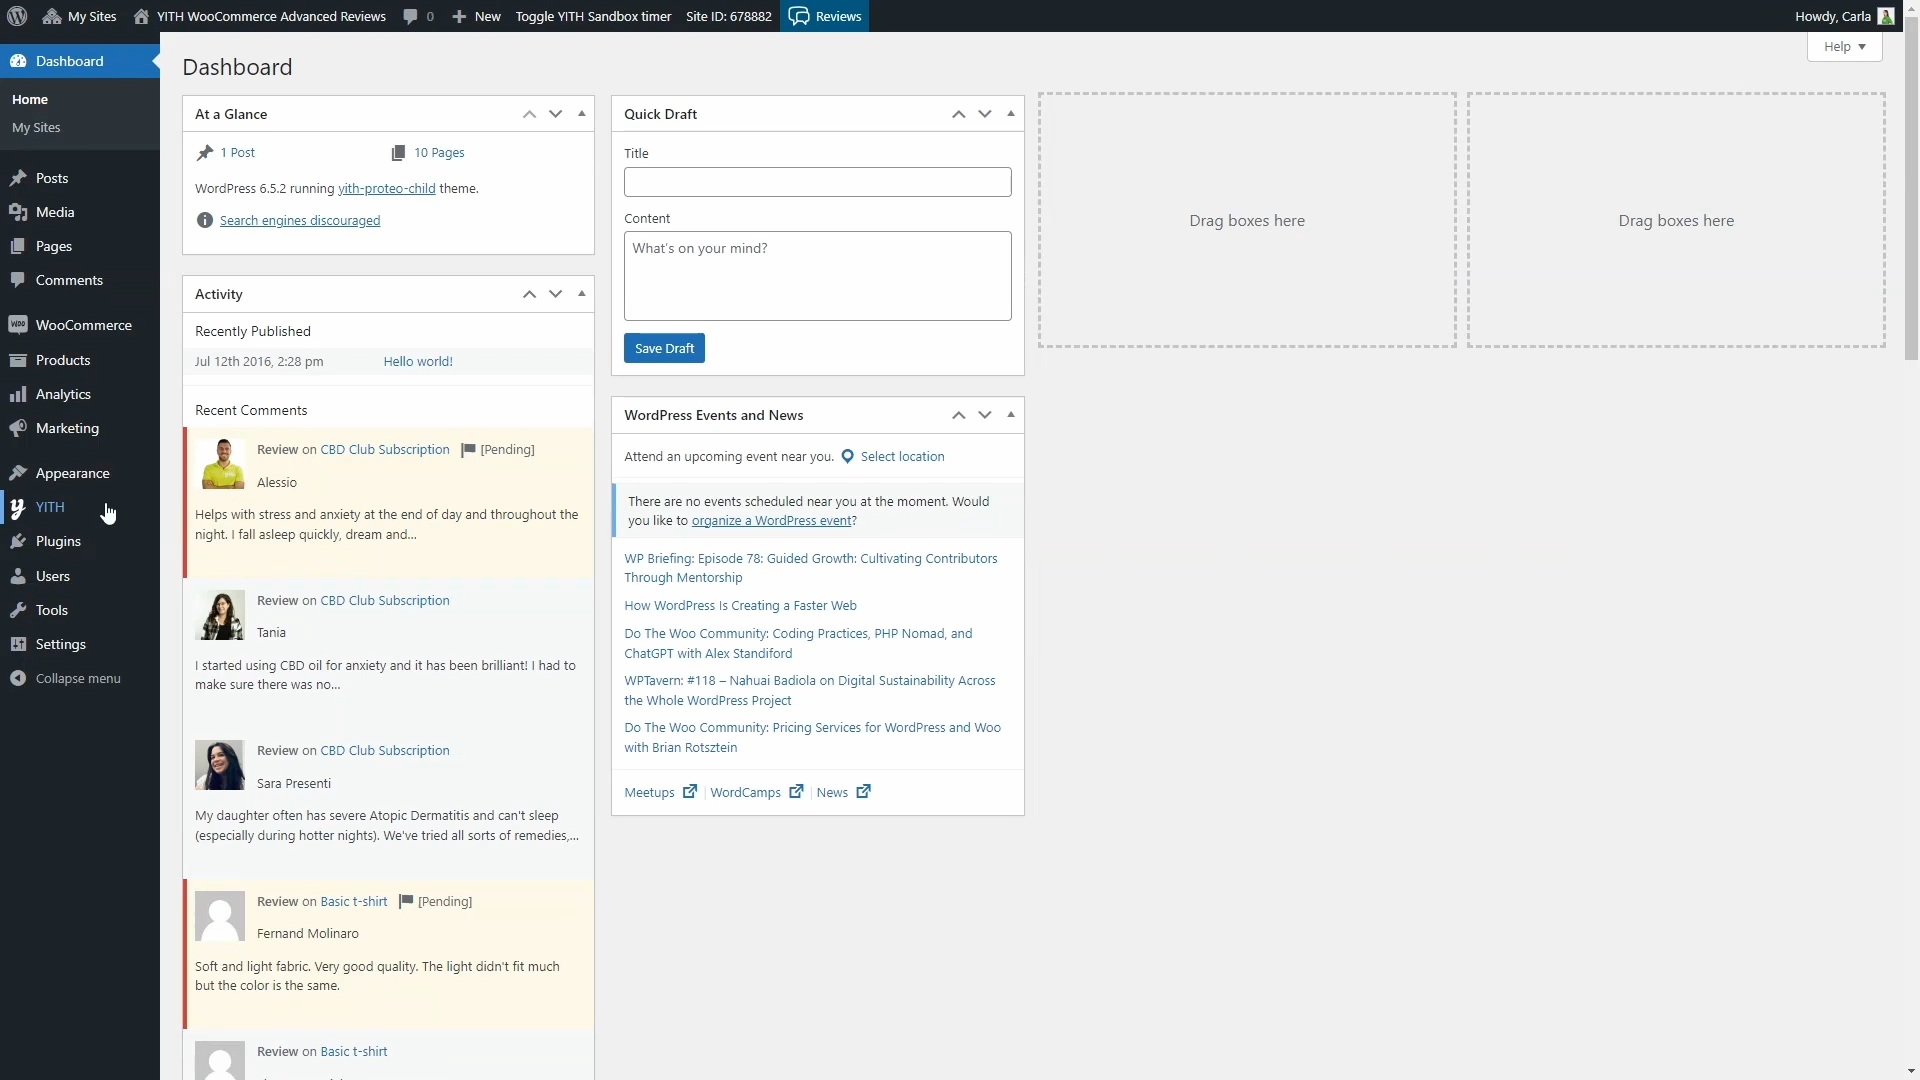 My Sites
YITH WooCommerce Advanced Reviews
0
New
Toggle YITH Sandbox timer
Site ID: 678882
Reviews
Howdy, Carla
Help
Dashboard
Home
My Sites
Posts
Media
Pages
Comments
WooCommerce
Products
Analytics
Marketing
Appearance
YITH
Plugins
Users
Tools
Settings
Collapse menu
Dashboard
At a Glance
1 Post
10 Pages
WordPress 6.5.2 running yith-proteo-child theme.
Search engines discouraged
Activity
Recently Published
Jul 12th 2016, 2:28 pm
Hello world!
Recent Comments
Review on CBD Club Subscription [Pending]
Alessio
Helps with stress and anxiety at the end of day and throughout the
night. I fall asleep quickly, dream and...
Review on CBD Club Subscription
Tania
I started using CBD oil for anxiety and it has been brilliant! I had to
make sure there was no...
Review on CBD Club Subscription
Sara Presenti
My daughter often has severe Atopic Dermatitis and can't sleep
(especially during hotter nights). We've tried all sorts of remedies,...
Review on Basic t-shirt [Pending]
Fernand Molinaro
Soft and light fabric. Very good quality. The light didn't fit much
but the color is the same.
Review on Basic t-shirt
Quick Draft
Title
Content
What's on your mind?
Save Draft
WordPress Events and News
Attend an upcoming event near you. Select location
There are no events scheduled near you at the moment. Would
you like to organize a WordPress event?
WP Briefing: Episode 78: Guided Growth: Cultivating Contributors
Through Mentorship
How WordPress Is Creating a Faster Web
Do The Woo Community: Coding Practices, PHP Nomad, and
ChatGPT with Alex Standiford
WPTavern: #118 – Nahuai Badiola on Digital Sustainability Across
the Whole WordPress Project
Do The Woo Community: Pricing Services for WordPress and Woo
with Brian Rotsztein
Meetups | WordCamps | News
Drag boxes here
Drag boxes here